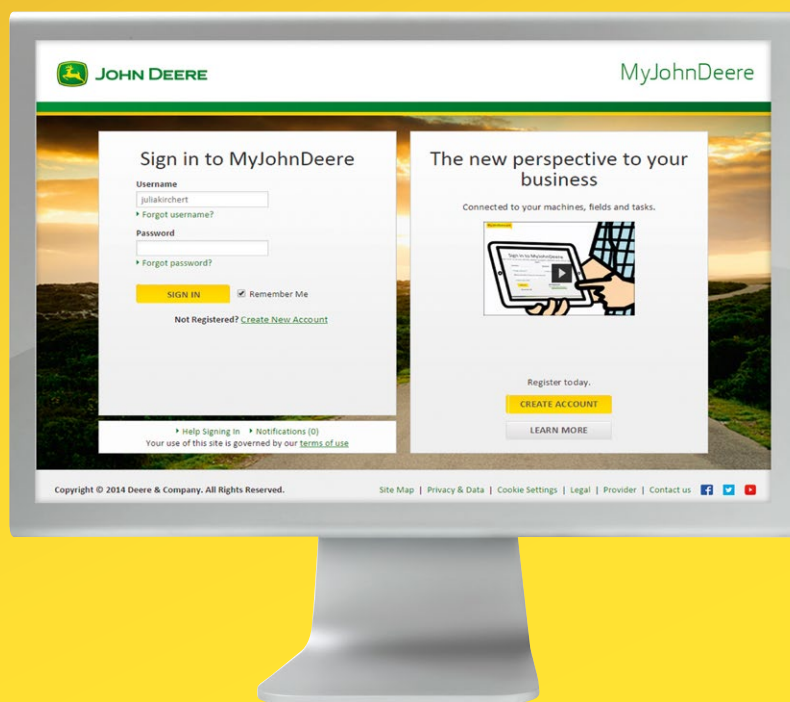 JOHN DEERE
MyJohnDeere
Sign in to MyJohnDeere
Username
juliakirchert
Forgot username?
Password
Forgot password?
SIGN IN
Remember Me
Not Registered? Create New Account
Help Signing In Notifications (0)
Your use of this site is governed by our terms of use
The new perspective to your
business
Connected to your machines, fields and tasks.
Sign in to MyJohnDeere
Register today.
CREATE ACCOUNT
LEARN MORE
Copyright © 2014 Deere & Company. All Rights Reserved.
Site Map | Privacy & Data | Cookie Settings | Legal | Provider | Contact us